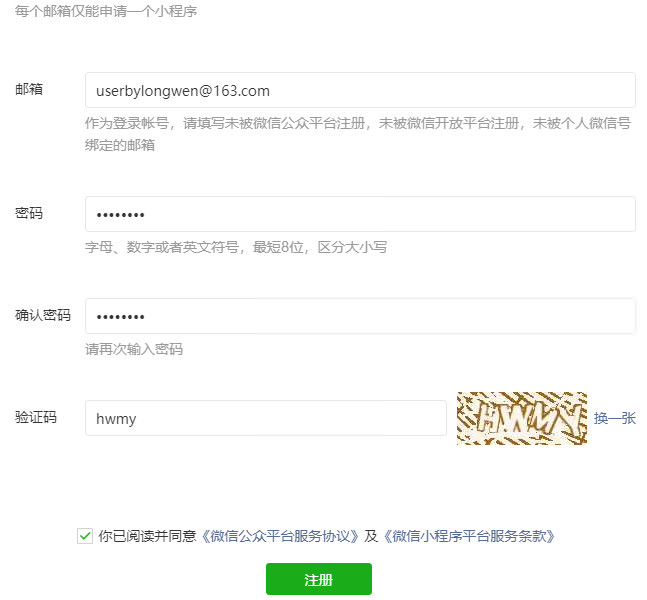 每个邮箱仅能申请一个小程序
邮箱
userbylongwen@163.com
作为登录帐号，请填写未被微信公众平台注册，未被微信开放平台注册，未被个人微信号
绑定的邮箱
密码
••••••••
字母、数字或者英文符号，最短8位，区分大小写
确认密码
••••••••
请再次输入密码
验证码
hwmy
HWMY
换一张
你已阅读并同意《微信公众平台服务协议》及《微信小程序平台服务条款》
注册